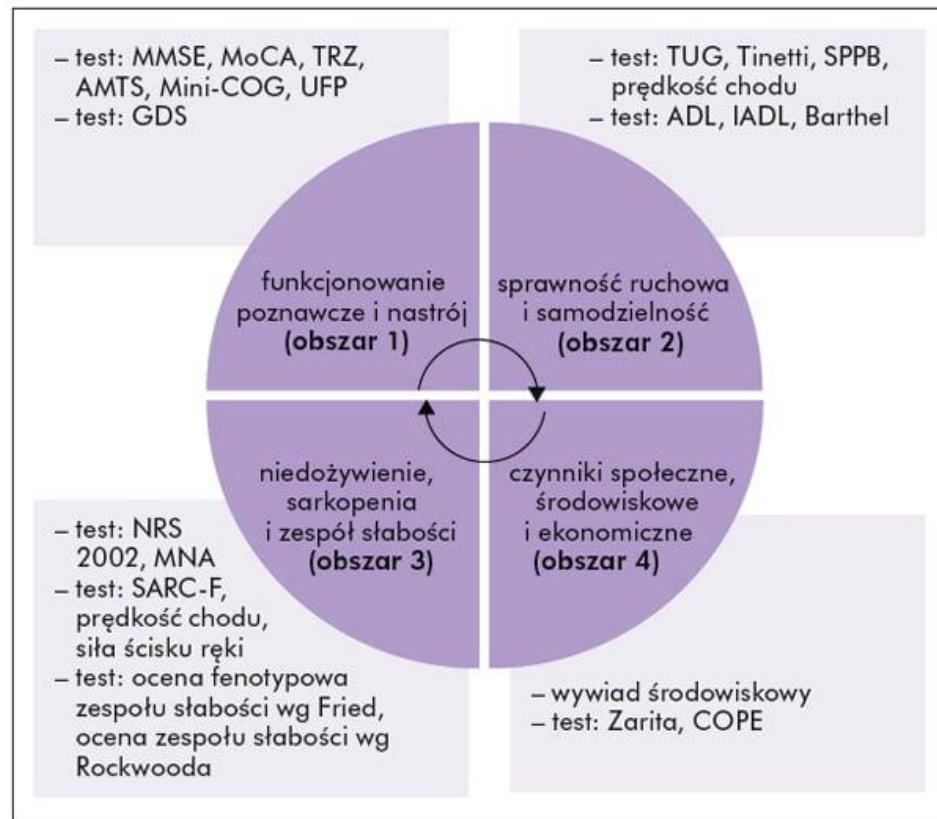 – test: MMSE, MoCA, TRZ,
AMTS, Mini-COG, UFP
– test: GDS
– test: TUG, Tinetti, SPPB,
prędkość chodu
– test: ADL, IADL, Barthel
funkcjonowanie
poznawcze i nastrój
(obszar 1)
sprawność ruchowa
i samodzielność
(obszar 2)
niedożywienie,
sarkopenia
i zespół słabości
(obszar 3)
czynniki społeczne,
środowiskowe
i ekonomiczne
(obszar 4)
– test: NRS
2002, MNA
– test: SARC-F,
prędkość chodu,
siła ścisku ręki
– test: ocena fenotypowa
zespołu słabości wg Fried,
ocena zespołu słabości wg
Rockwooda
– wywiad środowiskowy
– test: Zarita, COPE